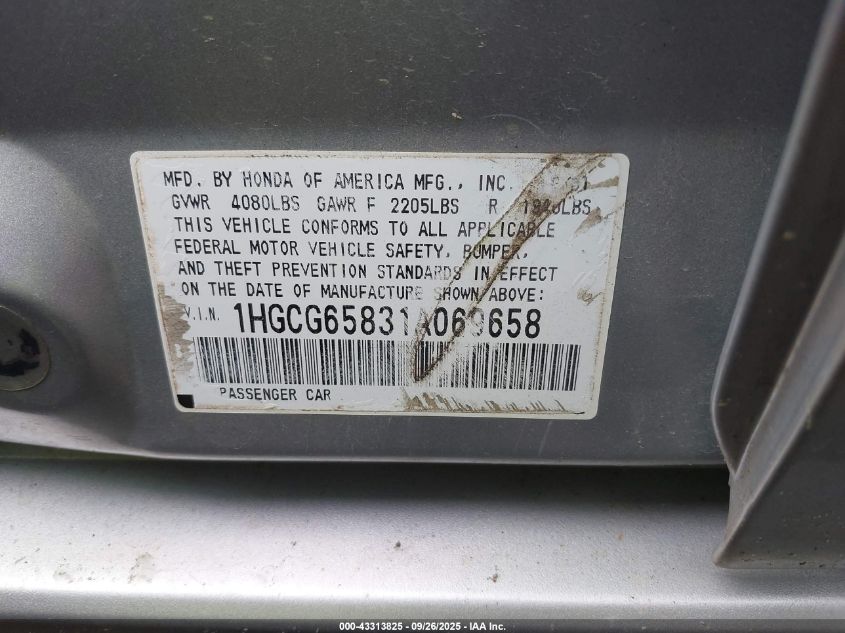 MFD. BY HONDA OF AMERICA MFG., INC.
GVWR 4080LBS GAWR F 2205LBS R
THIS VEHICLE CONFORMS TO ALL APPLICABLE
FEDERAL MOTOR VEHICLE SAFETY, BUMPER,
AND THEFT PREVENTION STANDARDS IN EFFECT
ON THE DATE OF MANUFACTURE SHOWN ABOVE:
V.I.N. 1HGCG65831A069658
PASSENGER CAR
000-43313825 - 09/26/2025 - IAA Inc.